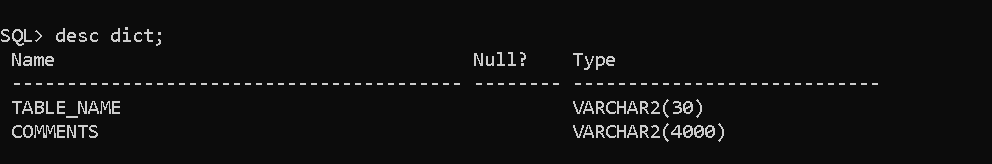 SQL> desc dict;
Name Null? Type
----------------------------------------- -------- ----------------------------
TABLE_NAME VARCHAR2(30)
COMMENTS VARCHAR2(4000)